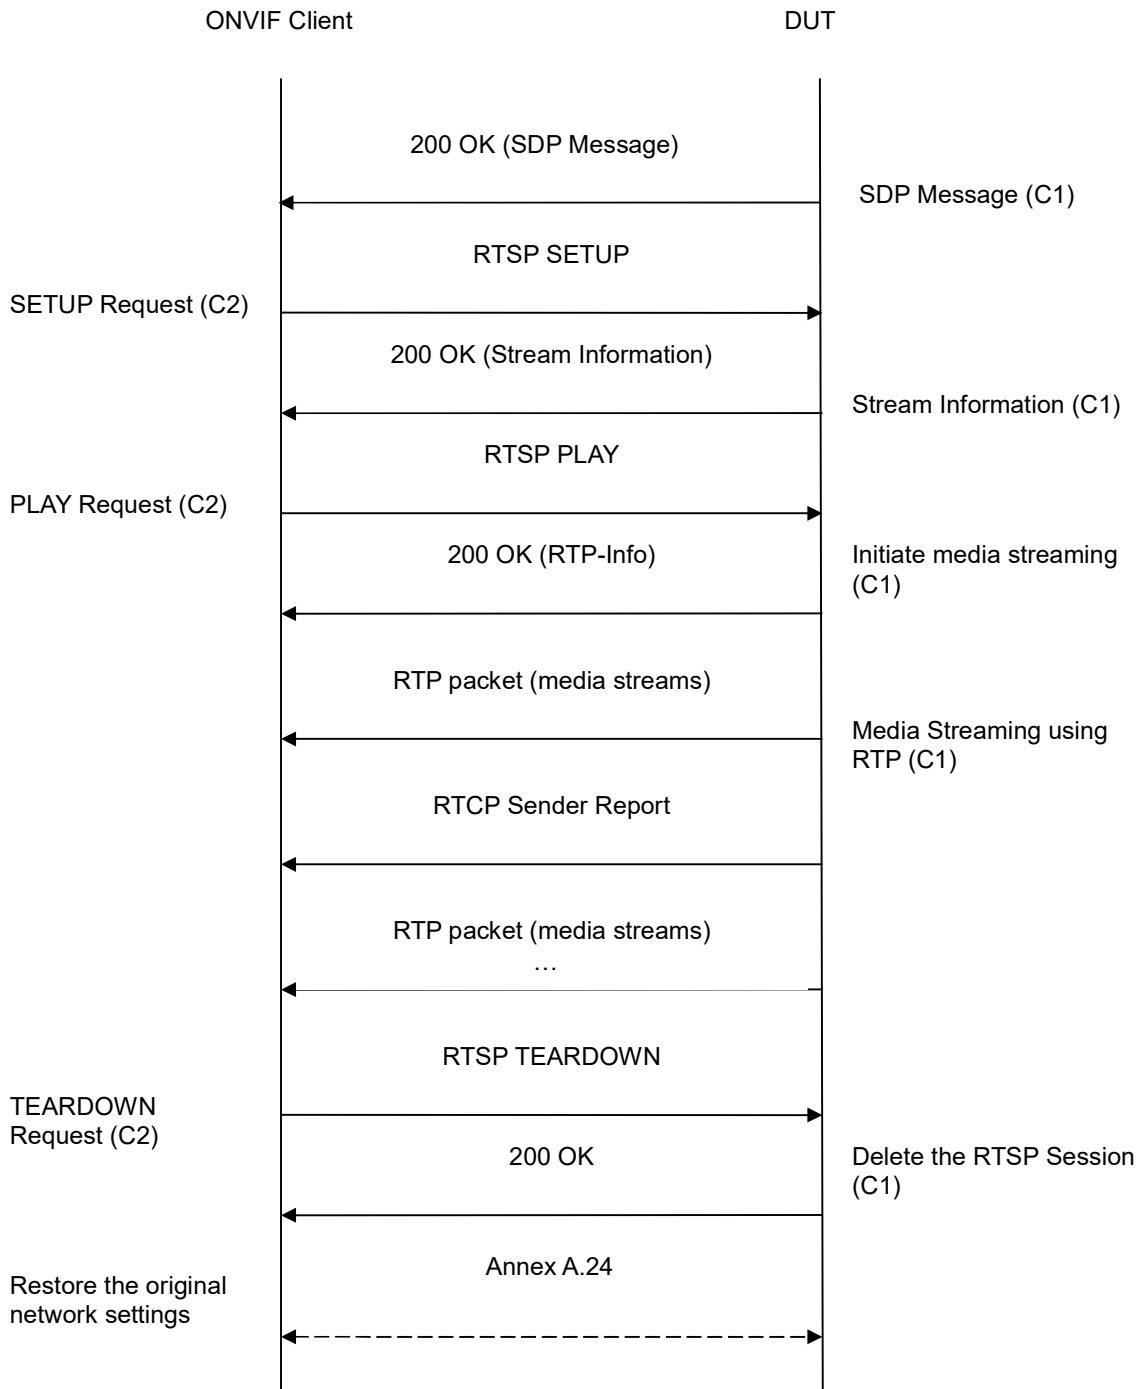 ONVIF Client
DUT
200 OK (SDP Message)
SDP Message (C1)
RTSP SETUP
SETUP Request (C2)
200 OK (Stream Information)
Stream Information (C1)
RTSP PLAY
PLAY Request (C2)
200 OK (RTP-Info)
Initiate media streaming
(C1)
RTP packet (media streams)
Media Streaming using
RTP (C1)
RTCP Sender Report
RTP packet (media streams)
…
RTSP TEARDOWN
TEARDOWN
Request (C2)
200 OK
Delete the RTSP Session
(C1)
Annex A.24
Restore the original
network settings